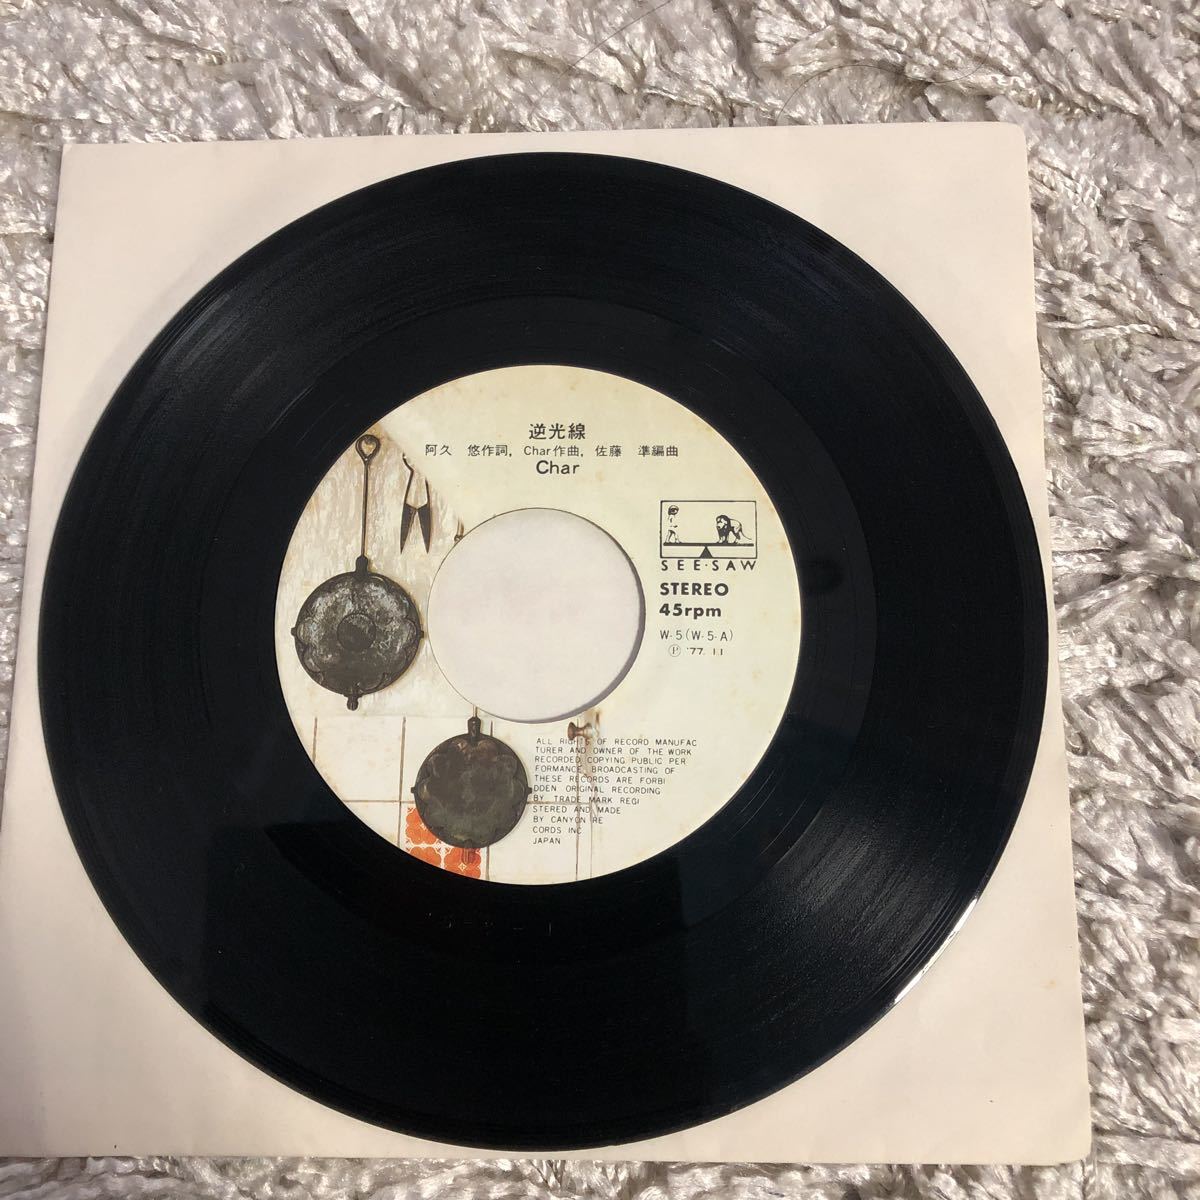 逆光線
阿久 悠作詞, Char作曲, 佐藤 準編曲
Char
SEE·SAW
STEREO
45rpm
W-5(W-5-A)
Ⓟ '77. 11
ALL RIGHTS OF RECORD MANUFAC
TURER AND OWNER OF THE WORK
RECORDED COPYING PUBLIC PER
FORMANCE BROADCASTING OF
THESE RECORDS ARE FORBI
DDEN ORIGINAL RECORDING
BY TRADE MARK REGI
STERED AND MADE
BY CANYON RE
CORDS INC
JAPAN